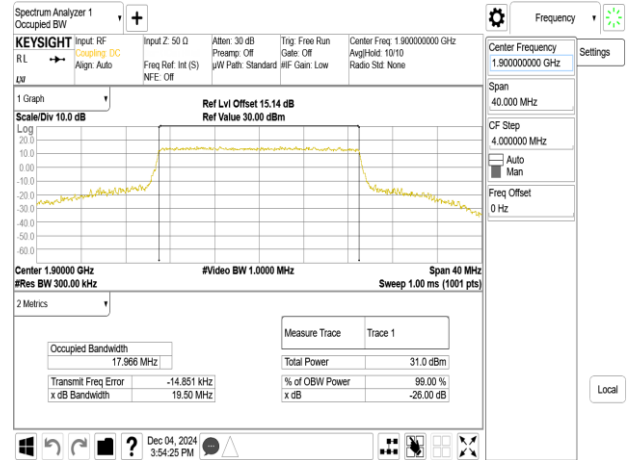 Spectrum Analyzer 1
Occupied BW
Frequency
KEYSIGHT
Input: RF
Input Z: 50 Ω
Atten: 30 dB
Trig: Free Run
Center Freq: 1.900000000 GHz
RL
Coupling: DC
Preamp: Off
Gate: Off
Avg|Hold: 10/10
Align: Auto
Freq Ref: Int (S)
µW Path: Standard
#IF Gain: Low
Radio Std: None
NFE: Off
LXI
Center Frequency
1.900000000 GHz
Settings
Span
40.000 MHz
CF Step
4.000000 MHz
Auto
Man
Freq Offset
0 Hz
Local
1 Graph
Ref Lvl Offset 15.14 dB
Scale/Div 10.0 dB
Ref Value 30.00 dBm
Log
20.0
10.0
0.00
-10.0
-20.0
-30.0
-40.0
-50.0
-60.0
Center 1.90000 GHz
#Video BW 1.0000 MHz
Span 40 MHz
#Res BW 300.00 kHz
Sweep 1.00 ms (1001 pts)
2 Metrics
Measure Trace
Trace 1
Occupied Bandwidth
17.966 MHz
Total Power
31.0 dBm
Transmit Freq Error
-14.851 kHz
% of OBW Power
99.00 %
x dB Bandwidth
19.50 MHz
x dB
-26.00 dB
Dec 04, 2024
3:54:25 PM